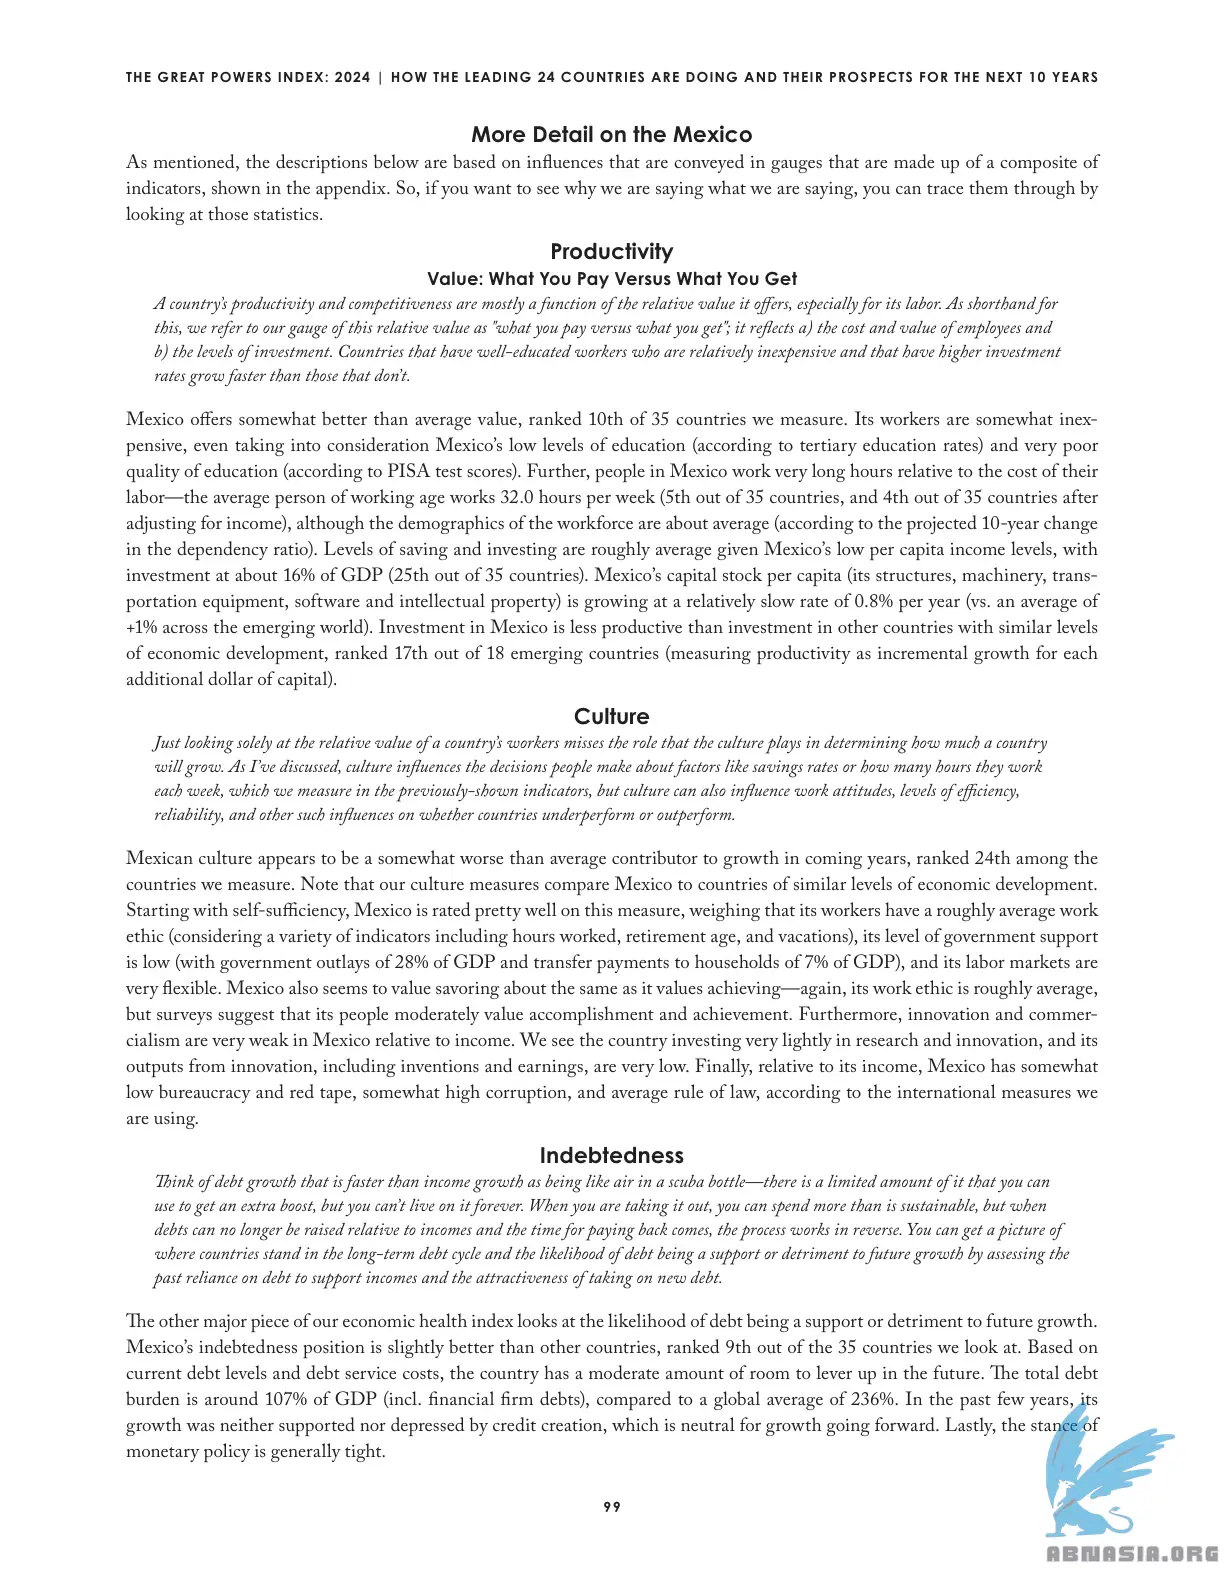 THE GREAT POWERS INDEX: 2024 | HOW THE LEADING 24 COUNTRIES ARE DOING AND THEIR PROSPECTS FOR THE NEXT 10 YEARS
More Detail on the Mexico
As mentioned, the descriptions below are based on influences that are conveyed in gauges that are made up of a composite of
indicators, shown in the appendix. So, if you want to see why we are saying what we are saying, you can trace them through by
looking at those statistics.
Productivity
Value: What You Pay Versus What You Get
A country's productivity and competitiveness are mostly a function of the relative value it offers, especially for its labor. As shorthand for
this, we refer to our gauge of this relative value as "what you pay versus what you get"; it reflects a) the cost and value of employees and
b) the levels of investment. Countries that have well-educated workers who are relatively inexpensive and that have higher investment
rates grow faster than those that don't.
Mexico offers somewhat better than average value, ranked 10th of 35 countries we measure. Its workers are somewhat inex-
pensive, even taking into consideration Mexico's low levels of education (according to tertiary education rates) and very poor
quality of education (according to PISA test scores). Further, people in Mexico work very long hours relative to the cost of their
labor—the average person of working age works 32.0 hours per week (5th out of 35 countries, and 4th out of 35 countries after
adjusting for income), although the demographics of the workforce are about average (according to the projected 10-year change
in the dependency ratio). Levels of saving and investing are roughly average given Mexico's low per capita income levels, with
investment at about 16% of GDP (25th out of 35 countries). Mexico's capital stock per capita (its structures, machinery, trans-
portation equipment, software and intellectual property) is growing at a relatively slow rate of 0.8% per year (vs. an average of
+1% across the emerging world). Investment in Mexico is less productive than investment in other countries with similar levels
of economic development, ranked 17th out of 18 emerging countries (measuring productivity as incremental growth for each
additional dollar of capital).
Culture
Just looking solely at the relative value of a country's workers misses the role that the culture plays in determining how much a country
will grow. As I've discussed, culture influences the decisions people make about factors like savings rates or how many hours they work
each week, which we measure in the previously-shown indicators, but culture can also influence work attitudes, levels of efficiency,
reliability, and other such influences on whether countries underperform or outperform.
Mexican culture appears to be a somewhat worse than average contributor to growth in coming years, ranked 24th among the
countries we measure. Note that our culture measures compare Mexico to countries of similar levels of economic development.
Starting with self-sufficiency, Mexico is rated pretty well on this measure, weighing that its workers have a roughly average work
ethic (considering a variety of indicators including hours worked, retirement age, and vacations), its level of government support
is low (with government outlays of 28% of GDP and transfer payments to households of 7% of GDP), and its labor markets are
very flexible. Mexico also seems to value savoring about the same as it values achieving—again, its work ethic is roughly average,
but surveys suggest that its people moderately value accomplishment and achievement. Furthermore, innovation and commer-
cialism are very weak in Mexico relative to income. We see the country investing very lightly in research and innovation, and its
outputs from innovation, including inventions and earnings, are very low. Finally, relative to its income, Mexico has somewhat
low bureaucracy and red tape, somewhat high corruption, and average rule of law, according to the international measures we
are using.
Indebtedness
Think of debt growth that is faster than income growth as being like air in a scuba bottle—there is a limited amount of it that you can
use to get an extra boost, but you can't live on it forever. When you are taking it out, you can spend more than is sustainable, but when
debts can no longer be raised relative to incomes and the time for paying back comes, the process works in reverse. You can get a picture of
where countries stand in the long-term debt cycle and the likelihood of debt being a support or detriment to future growth by assessing the
past reliance on debt to support incomes and the attractiveness of taking on new debt.
The other major piece of our economic health index looks at the likelihood of debt being a support or detriment to future growth.
Mexico's indebtedness position is slightly better than other countries, ranked 9th out of the 35 countries we look at. Based on
current debt levels and debt service costs, the country has a moderate amount of room to lever up in the future. The total debt
burden is around 107% of GDP (incl. financial firm debts), compared to a global average of 236%. In the past few years, its
growth was neither supported nor depressed by credit creation, which is neutral for growth going forward. Lastly, the stance of
monetary policy is generally tight.
99
ABNASIA.ORG